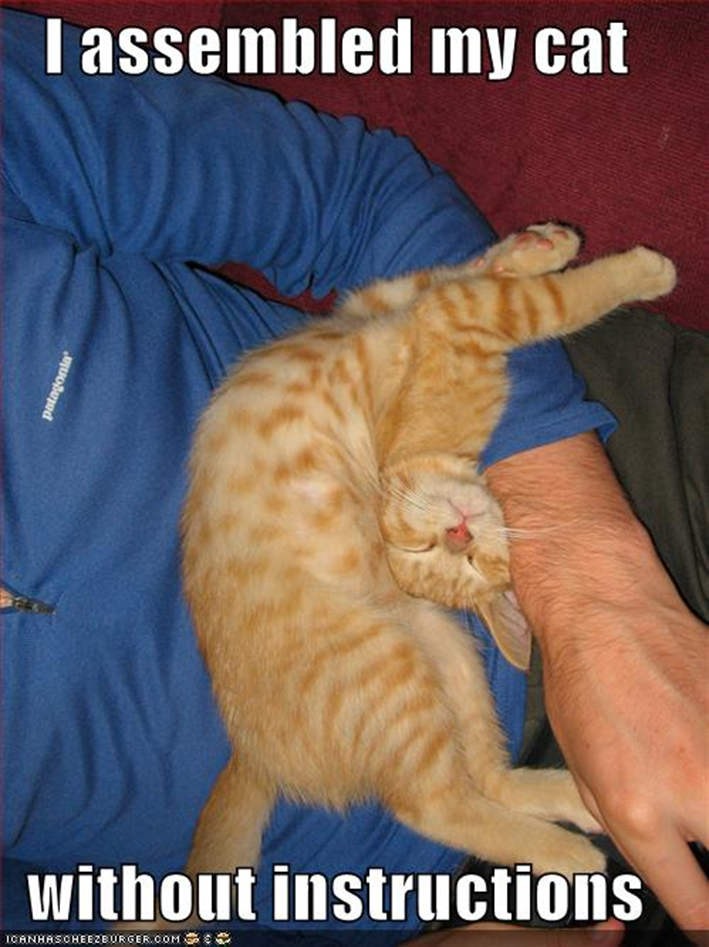 I assembled my cat
patagonia®
without instructions
ICANHASCHEEZBURGER.COM